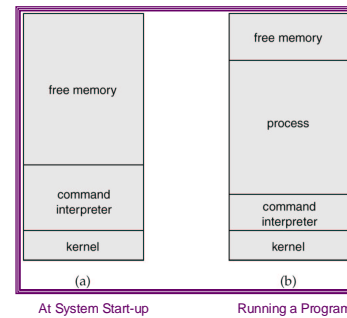 free memory
command
interpreter
kernel
(a)
At System Start-up
free memory
process
command
interpreter
kernel
(b)
Running a Program